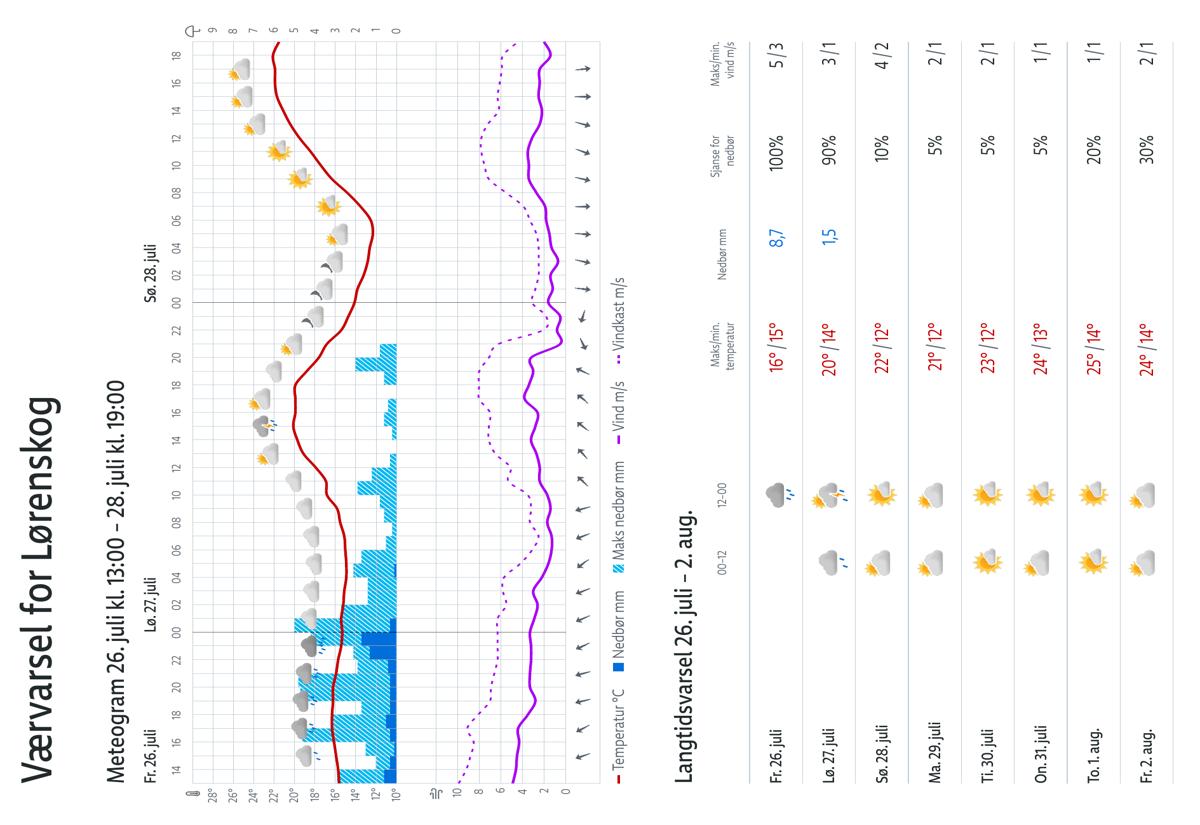 Værvarsel for Lørenskog
Meteogram 26. juli kl. 13:00 – 28. juli kl. 19:00
Fr. 26. juli Lø. 27. juli Sø. 28. juli
14 16 18 20 22 00 02 04 06 08 10 12 14 16 18 20 22 00 02 04 06 08 10 12 14 16 18
28° 9
26° 8
24° 7
22° 6
20° 5
18° 4
16° 3
14° 2
12° 1
10° 0
10
8
6
4
2
0
Temperatur °C Nedbør mm Maks nedbør mm Vind m/s Vindkast m/s
Langtidsvarsel 26. juli – 2. aug.
00–12 12–00 Maks/min. temperatur Nedbør mm Sjanse for nedbør Maks/min. vind m/s
Fr. 26. juli 16° / 15° 8,7 100% 5 / 3
Lø. 27. juli 20° / 14° 1,5 90% 3 / 1
Sø. 28. juli 22° / 12° 10% 4 / 2
Ma. 29. juli 21° / 12° 5% 2 / 1
Ti. 30. juli 23° / 12° 5% 2 / 1
On. 31. juli 24° / 13° 5% 1 / 1
To. 1. aug. 25° / 14° 20% 1 / 1
Fr. 2. aug. 24° / 14° 30% 2 / 1